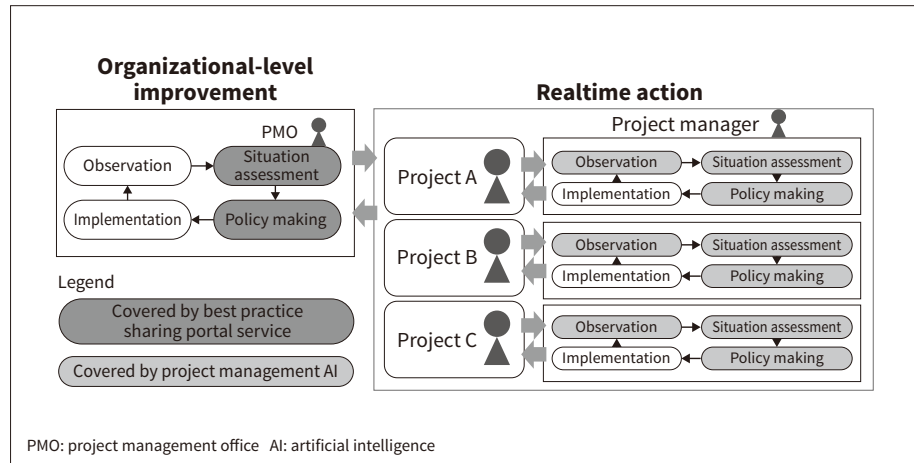 Organizational-level
improvement
PMO
Observation
Situation
assessment
Implementation
Policy making
Legend
Covered by best practice
sharing portal service
Covered by project management AI
Realtime action
Project manager
Project A
Observation
Situation assessment
Implementation
Policy making
Project B
Observation
Situation assessment
Implementation
Policy making
Project C
Observation
Situation assessment
Implementation
Policy making
PMO: project management office AI: artificial intelligence